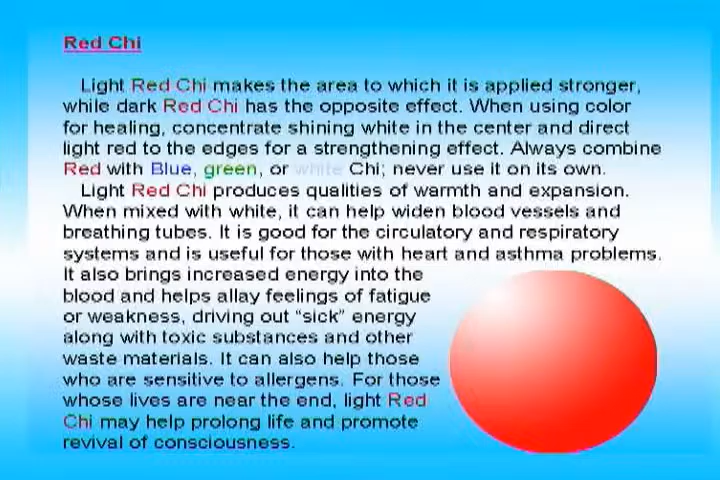 Red Chi
Light Red Chi makes the area to which it is applied stronger,
while dark Red Chi has the opposite effect. When using color
for healing, concentrate shining white in the center and direct
light red to the edges for a strengthening effect. Always combine
Red with Blue, green, or white Chi; never use it on its own.
Light Red Chi produces qualities of warmth and expansion.
When mixed with white, it can help widen blood vessels and
breathing tubes. It is good for the circulatory and respiratory
systems and is useful for those with heart and asthma problems.
It also brings increased energy into the
blood and helps allay feelings of fatigue
or weakness, driving out “sick” energy
along with toxic substances and other
waste materials. It can also help those
who are sensitive to allergens. For those
whose lives are near the end, light Red
Chi may help prolong life and promote
revival of consciousness.